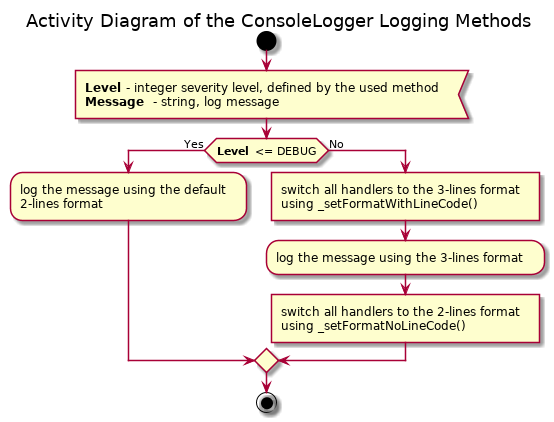 Activity Diagram of the ConsoleLogger Logging Methods
Level - integer severity level, defined by the used method
Message - string, log message
Yes
Level <= DEBUG
No
log the message using the default
2-lines format
switch all handlers to the 3-lines format
using _setFormatWithLineCode()
log the message using the 3-lines format
switch all handlers to the 2-lines format
using _setFormatNoLineCode()